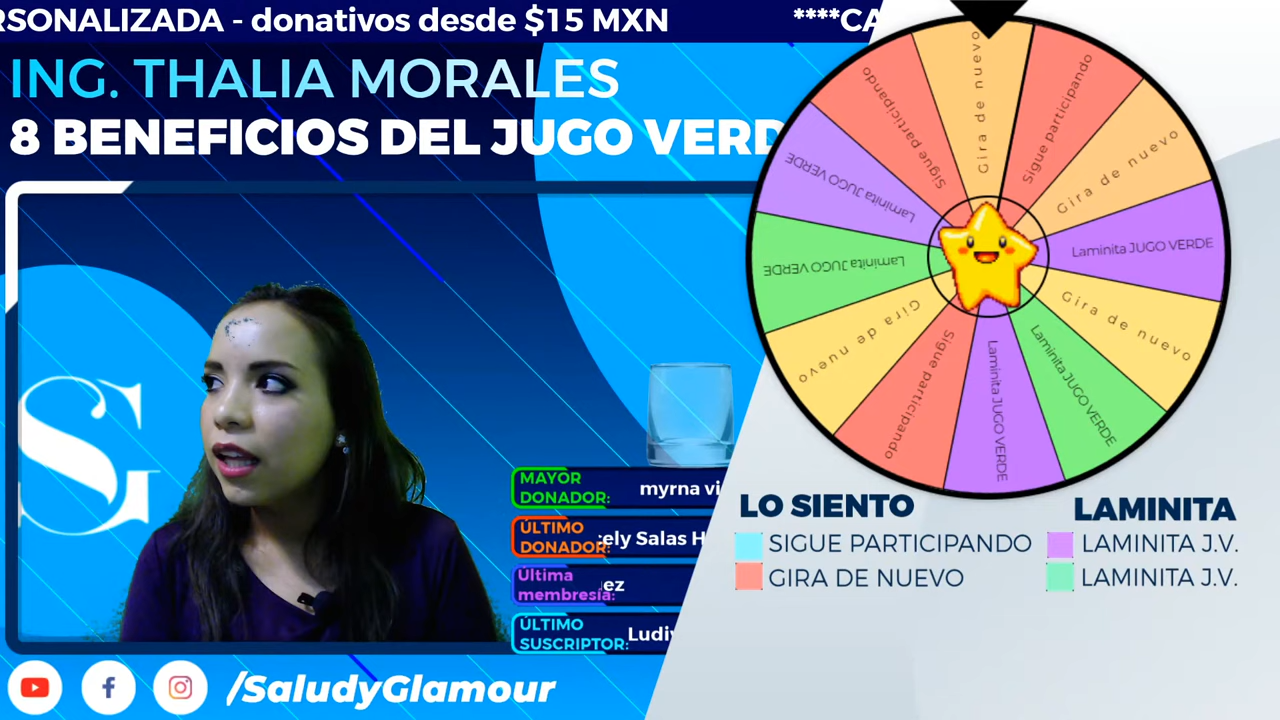 RSONALIZADA - donativos desde $15 MXN ****CA
ING. THALIA MORALES
8 BENEFICIOS DEL JUGO VERD
SG
MAYOR DONADOR: myrna vi
ÚLTIMO DONADOR: ely Salas H
Última membresía: ez
ÚLTIMO SUSCRIPTOR: Ludiv
/SaludyGlamour
Gira de nuevo
Sigue participando
Gira de nuevo
Laminita JUGO VERDE
Gira de nuevo
Laminita JUGO VERDE
Laminita JUGO VERDE
Sigue participando
Gira de nuevo
Laminita JUGO VERDE
Laminita JUGO VERDE
Sigue participando
LO SIENTO
SIGUE PARTICIPANDO
GIRA DE NUEVO
LAMINITA
LAMINITA J.V.
LAMINITA J.V.